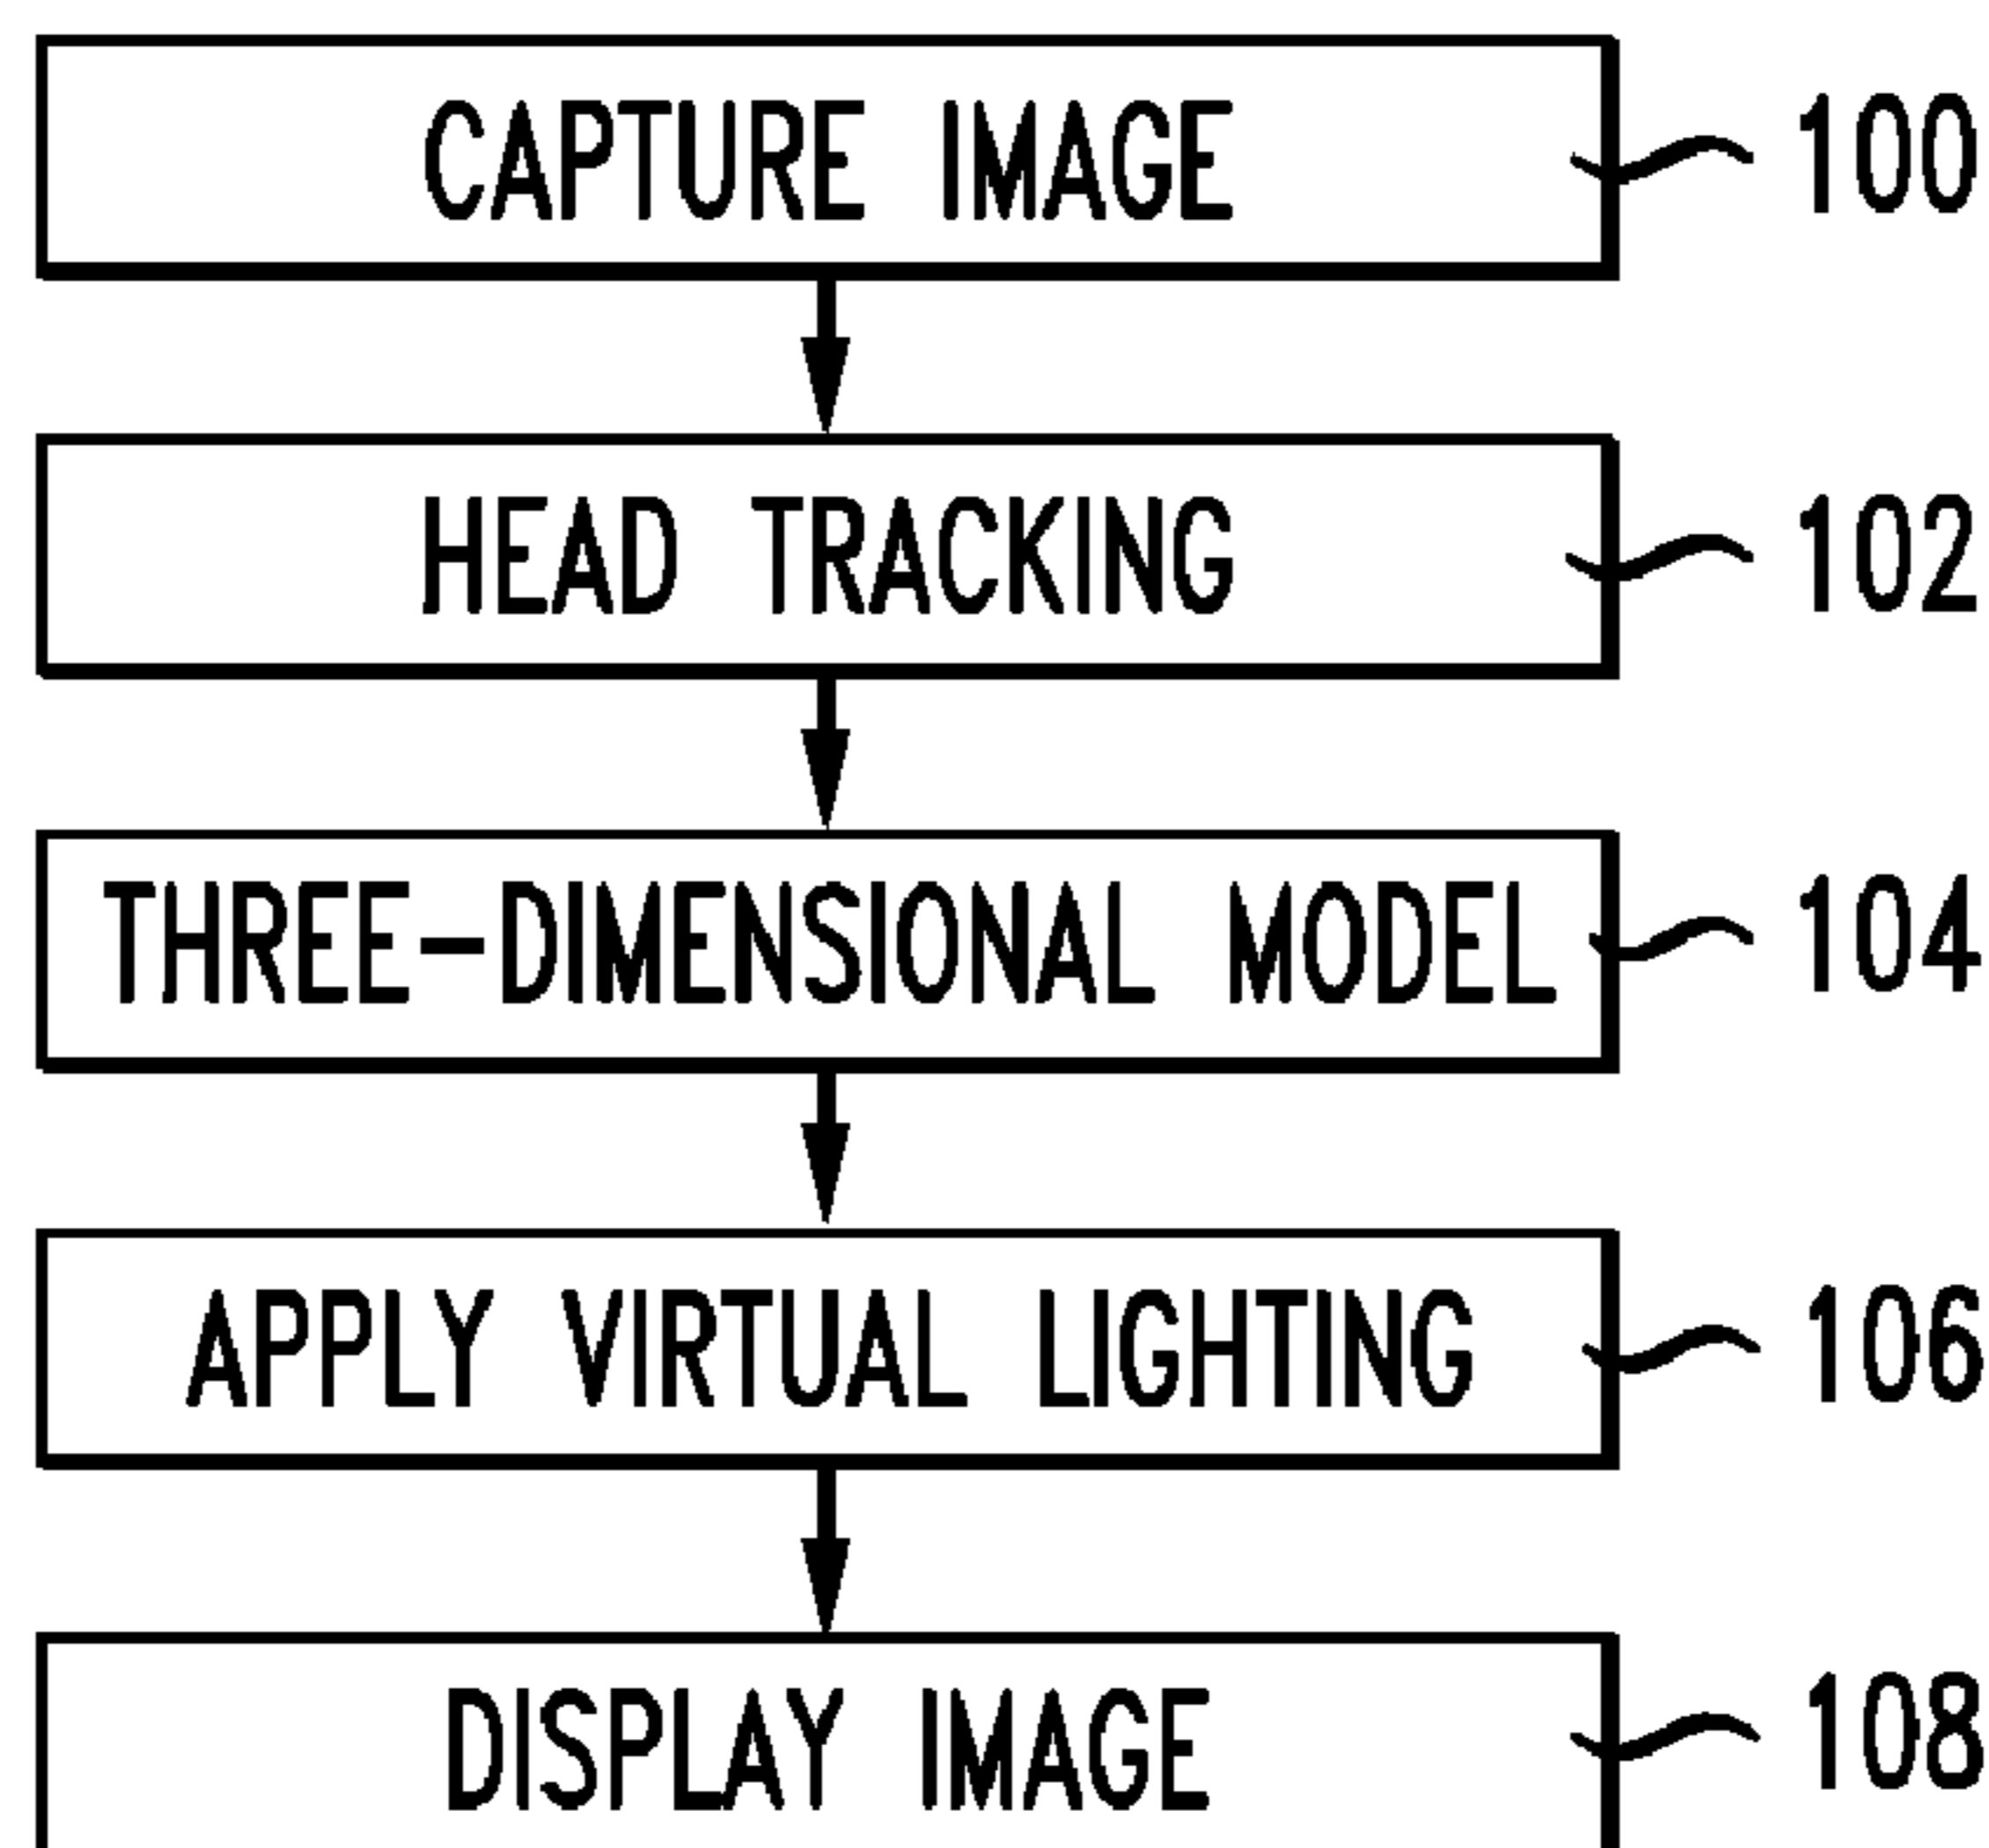 CAPTURE IMAGE 100
HEAD TRACKING 102
THREE-DIMENSIONAL MODEL 104
APPLY VIRTUAL LIGHTING 106
DISPLAY IMAGE 108